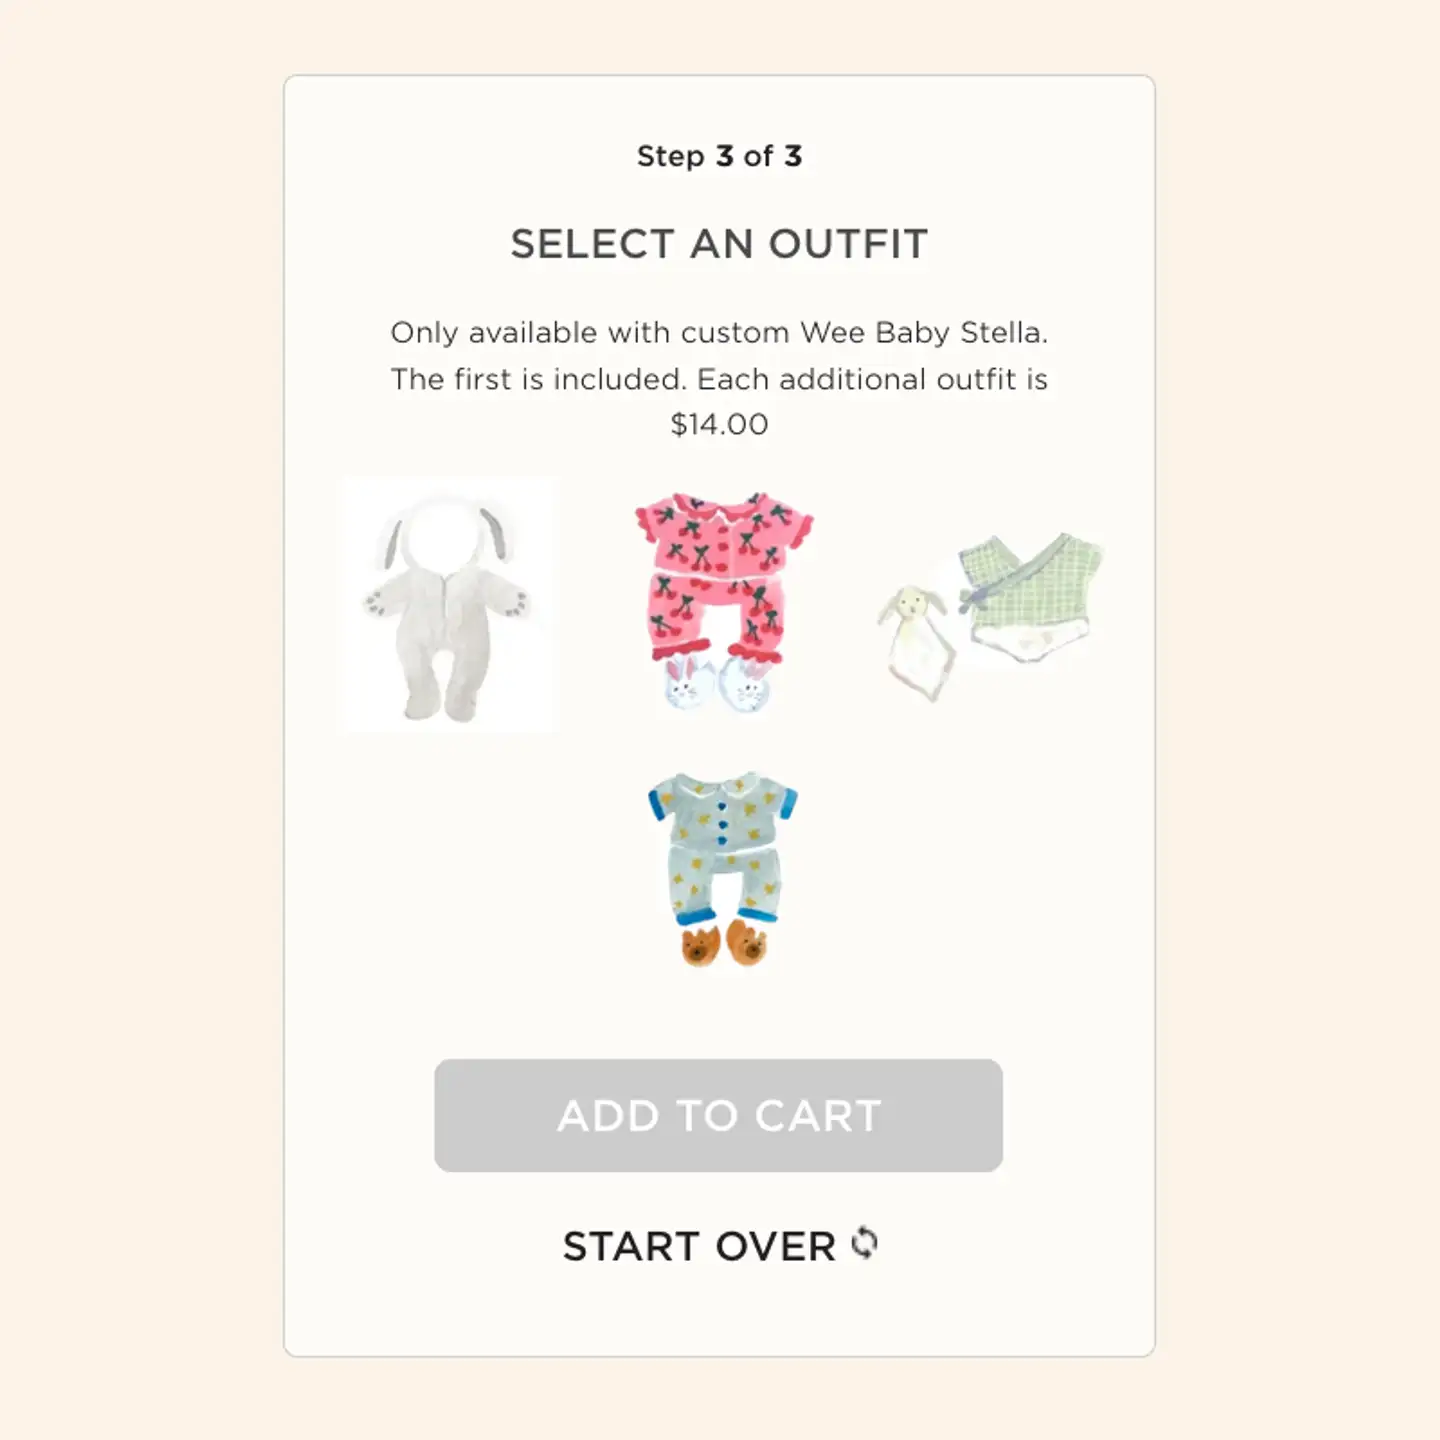 Step 3 of 3
SELECT AN OUTFIT
Only available with custom Wee Baby Stella.
The first is included. Each additional outfit is
$14.00
ADD TO CART
START OVER